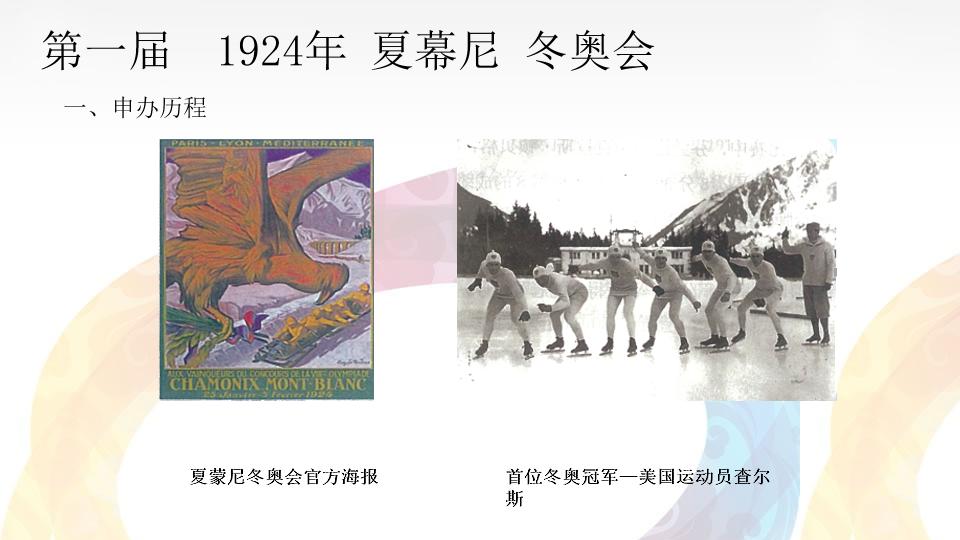 第一届 1924年 夏幕尼 冬奥会
一、申办历程
PARIS - LYON - MEDITERRANEE
AUX VAINQUEURS DU CONCOURS DE LA VIIIE OLYMPIADE
CHAMONIX MONT-BLANC
25 Janvier - 5 Février 1924
夏蒙尼冬奥会官方海报
首位冬奥冠军—美国运动员查尔
斯